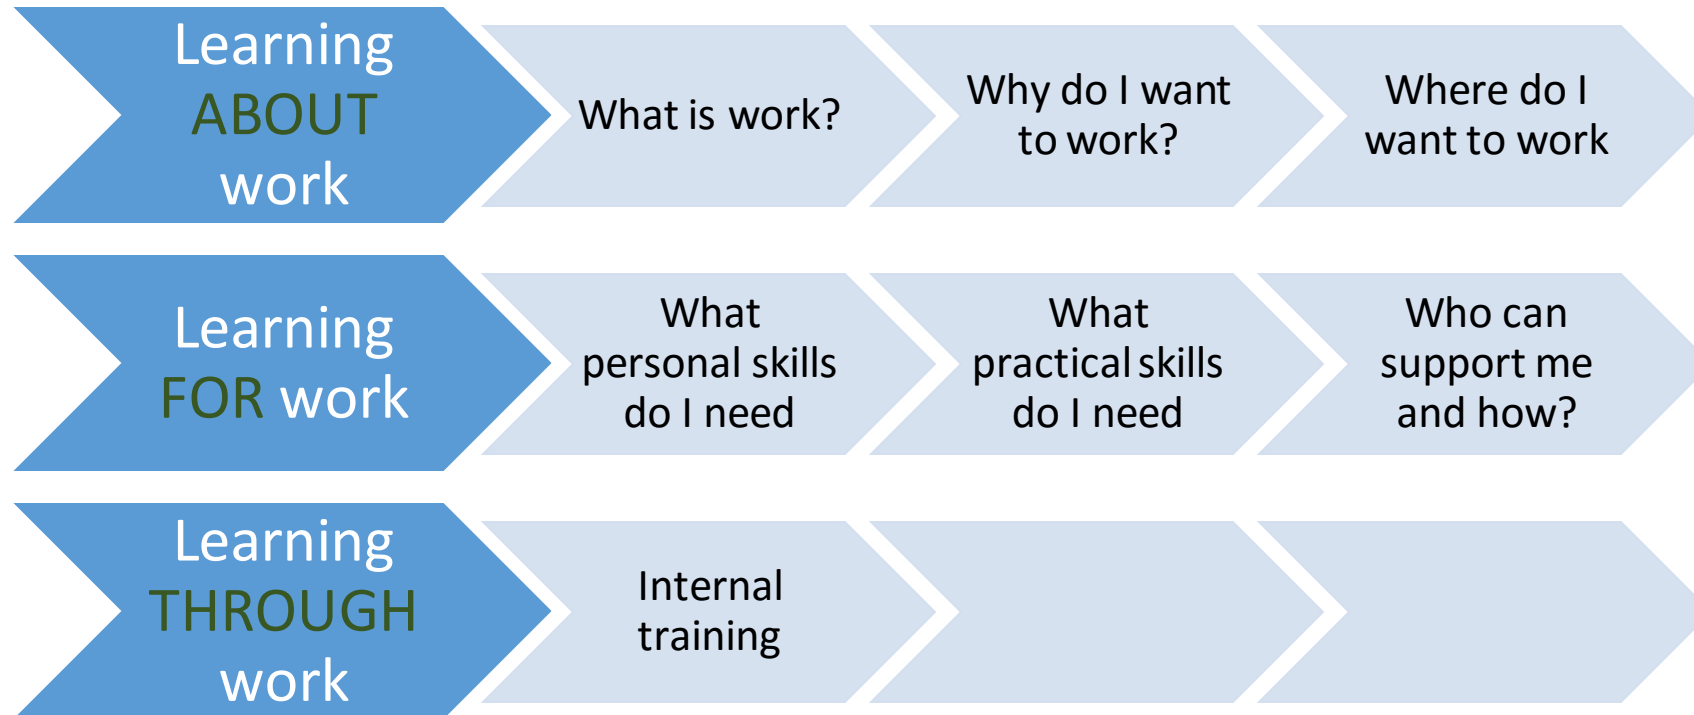 Learning
ABOUT
work
What is work?
Why do I want
to work?
Where do I
want to work
Learning
FOR work
What
personal skills
do I need
What
practical skills
do I need
Who can
support me
and how?
Learning
THROUGH
work
Internal
training